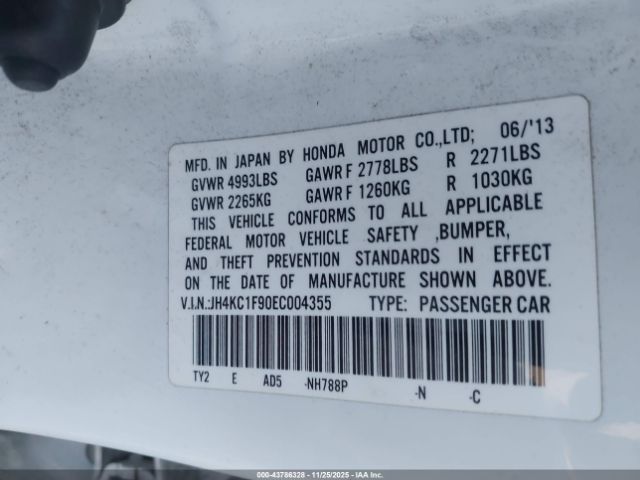 MFD. IN JAPAN BY HONDA MOTOR CO.,LTD; 06/'13
GVWR 4993LBS GAWR F 2778LBS R 2271LBS
GVWR 2265KG GAWR F 1260KG R 1030KG
THIS VEHICLE CONFORMS TO ALL APPLICABLE
FEDERAL MOTOR VEHICLE SAFETY ,BUMPER,
AND THEFT PREVENTION STANDARDS IN EFFECT
ON THE DATE OF MANUFACTURE SHOWN ABOVE.
V.I.N.:JH4KC1F90EC004355 TYPE: PASSENGER CAR
TY2 E AD5 -NH788P -N -C
000-43786328 - 11/25/2025 - IAA